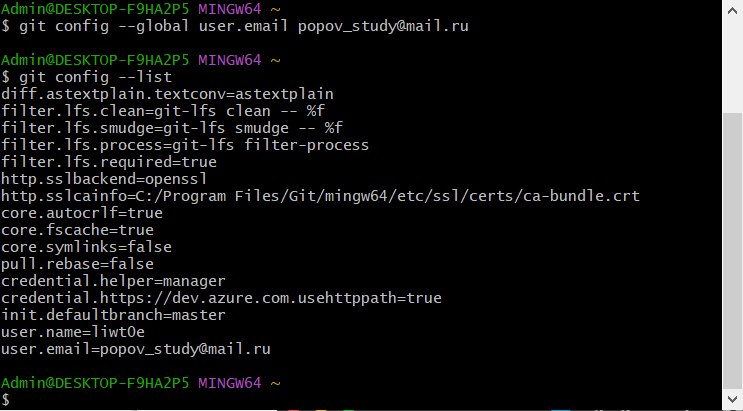 Admin@DESKTOP-F9HA2P5 MINGW64 ~
$ git config --global user.email popov_study@mail.ru
Admin@DESKTOP-F9HA2P5 MINGW64 ~
$ git config --list
diff.astextplain.textconv=astextplain
filter.lfs.clean=git-lfs clean -- %f
filter.lfs.smudge=git-lfs smudge -- %f
filter.lfs.process=git-lfs filter-process
filter.lfs.required=true
http.sslbackend=openssl
http.sslcainfo=C:/Program Files/Git/mingw64/etc/ssl/certs/ca-bundle.crt
core.autocrlf=true
core.fscache=true
core.symlinks=false
pull.rebase=false
credential.helper=manager
credential.https://dev.azure.com.usehttppath=true
init.defaultbranch=master
user.name=liwt0e
user.email=popov_study@mail.ru
Admin@DESKTOP-F9HA2P5 MINGW64 ~
$